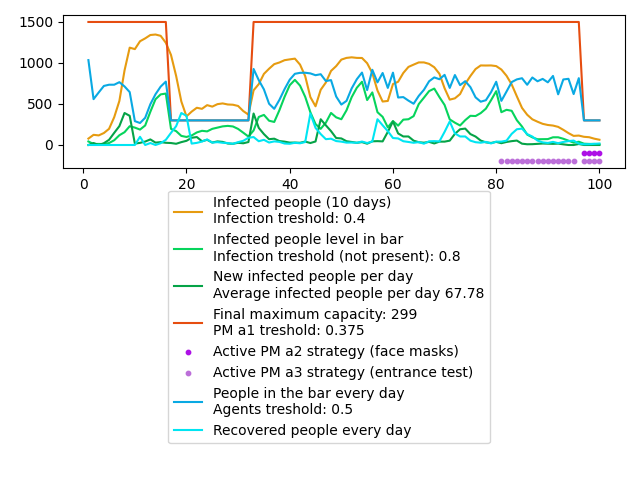 1500
1000
500
0
0
20
40
60
80
100
Infected people (10 days)
Infection treshold: 0.4
Infected people level in bar
Infection treshold (not present): 0.8
New infected people per day
Average infected people per day 67.78
Final maximum capacity: 299
PM a1 treshold: 0.375
Active PM a2 strategy (face masks)
Active PM a3 strategy (entrance test)
People in the bar every day
Agents treshold: 0.5
Recovered people every day